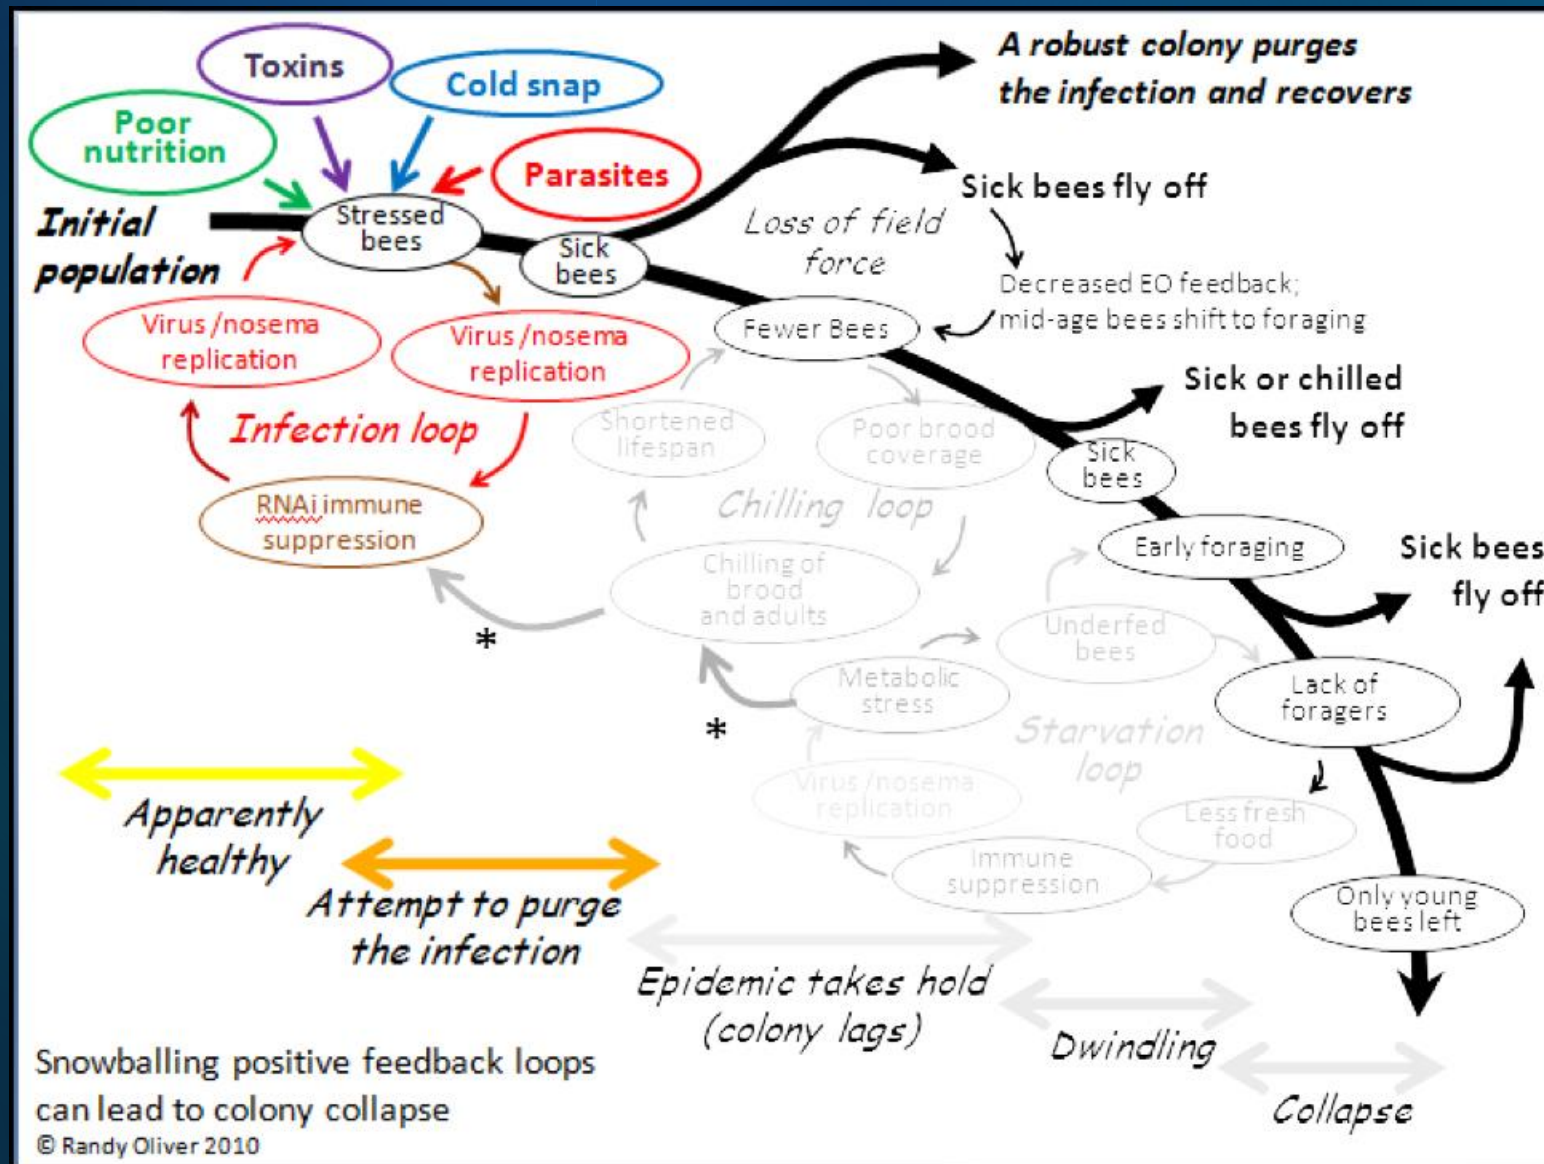 Toxins
Cold snap
Poor
nutrition
Parasites
A robust colony purges
the infection and recovers
Initial
population
Stressed
bees
Sick
bees
Sick bees fly off
Loss of field
force
Decreased EO feedback;
mid-age bees shift to foraging
Fewer Bees
Virus /nosema
replication
Virus /nosema
replication
Infection loop
RNAi immune
suppression
Shortened
lifespan
Poor brood
coverage
Chilling loop
Chilling of
brood
and adults
*
Sick or chilled
bees fly off
Sick
bees
Early foraging
Sick bees
fly off
Underfed
bees
Metabolic
stress
*
Starvation
loop
Lack of
foragers
Virus /nosema
replication
Less fresh
food
Immune
suppression
Only young
bees left
Apparently
healthy
Attempt to purge
the infection
Epidemic takes hold
(colony lags)
Dwindling
Collapse
Snowballing positive feedback loops
can lead to colony collapse
© Randy Oliver 2010